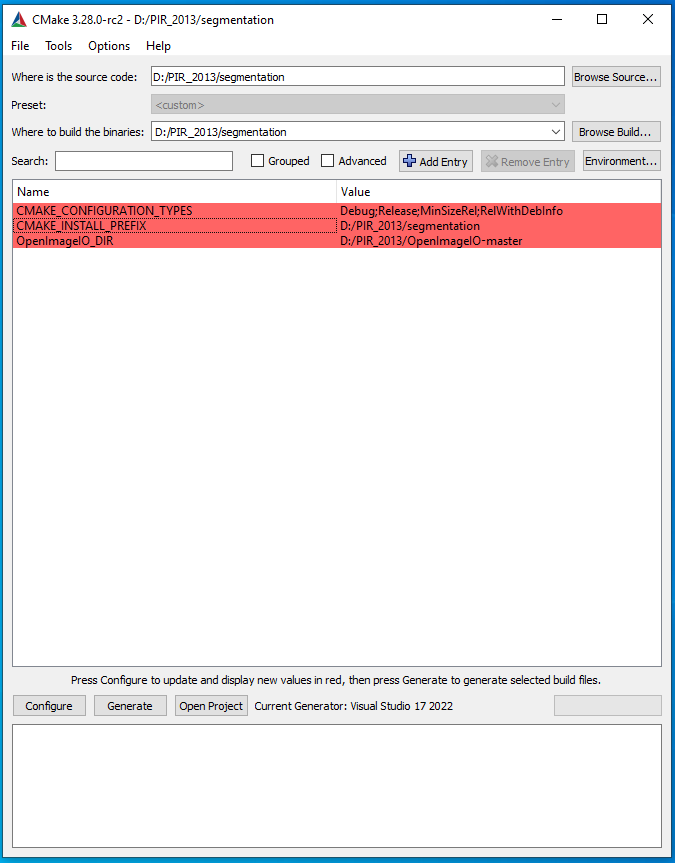 CMake 3.28.0-rc2 - D:/PIR_2013/segmentation
File Tools Options Help
Where is the source code: D:/PIR_2013/segmentation Browse Source...
Preset: <custom>
Where to build the binaries: D:/PIR_2013/segmentation Browse Build...
Search: Grouped Advanced Add Entry Remove Entry Environment...
Name Value
CMAKE_CONFIGURATION_TYPES Debug;Release;MinSizeRel;RelWithDebInfo
CMAKE_INSTALL_PREFIX D:/PIR_2013/segmentation
OpenImageIO_DIR D:/PIR_2013/OpenImageIO-master
Press Configure to update and display new values in red, then press Generate to generate selected build files.
Configure Generate Open Project Current Generator: Visual Studio 17 2022